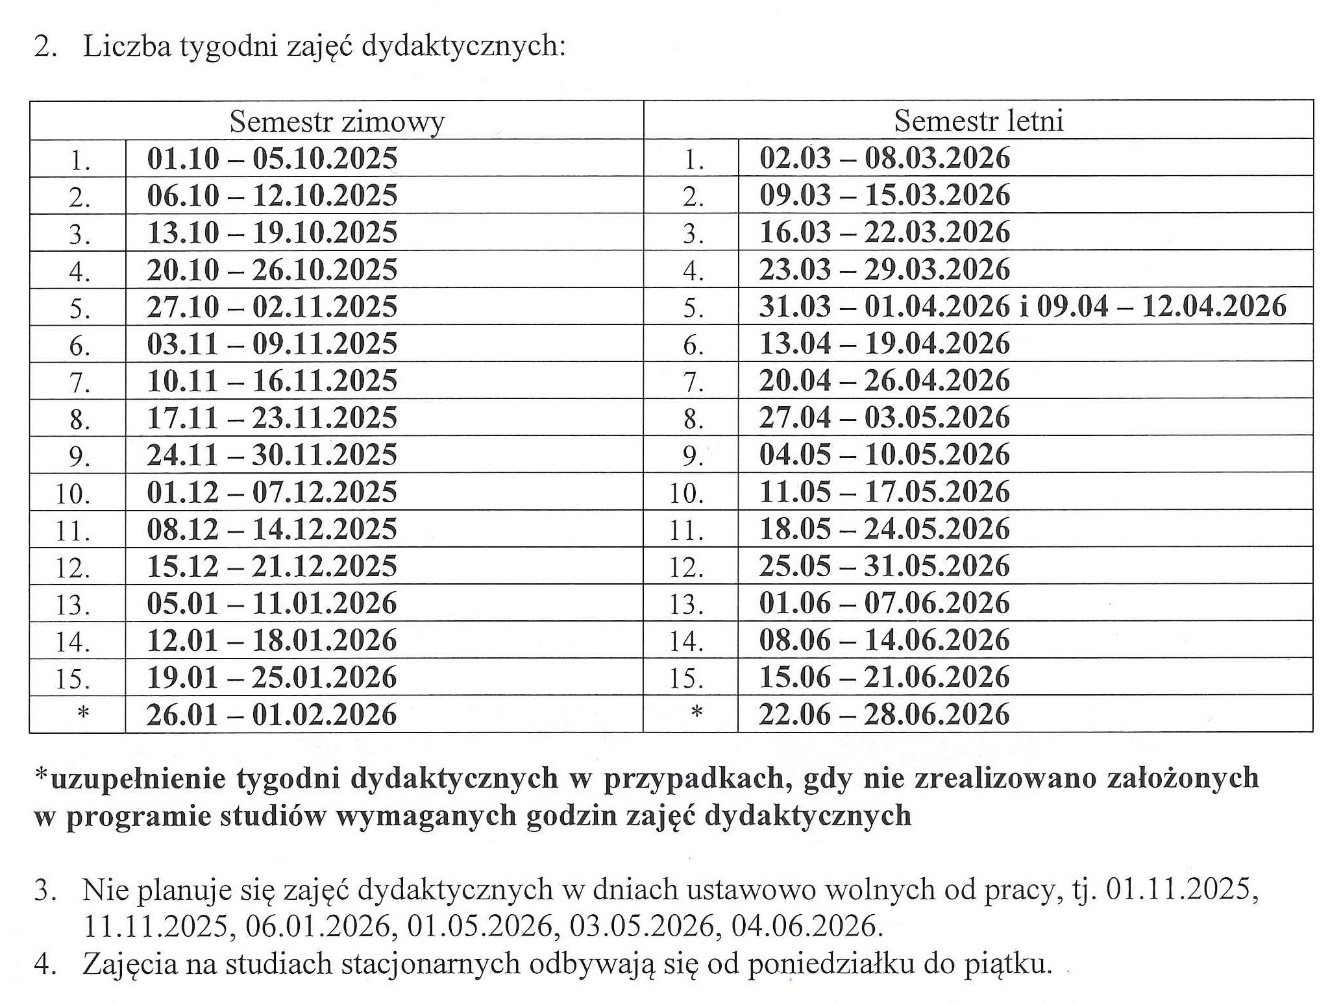 2. Liczba tygodni zajęć dydaktycznych:
Semestr zimowy Semestr letni
1. 01.10 – 05.10.2025 1. 02.03 – 08.03.2026
2. 06.10 – 12.10.2025 2. 09.03 – 15.03.2026
3. 13.10 – 19.10.2025 3. 16.03 – 22.03.2026
4. 20.10 – 26.10.2025 4. 23.03 – 29.03.2026
5. 27.10 – 02.11.2025 5. 31.03 – 01.04.2026 i 09.04 – 12.04.2026
6. 03.11 – 09.11.2025 6. 13.04 – 19.04.2026
7. 10.11 – 16.11.2025 7. 20.04 – 26.04.2026
8. 17.11 – 23.11.2025 8. 27.04 – 03.05.2026
9. 24.11 – 30.11.2025 9. 04.05 – 10.05.2026
10. 01.12 – 07.12.2025 10. 11.05 – 17.05.2026
11. 08.12 – 14.12.2025 11. 18.05 – 24.05.2026
12. 15.12 – 21.12.2025 12. 25.05 – 31.05.2026
13. 05.01 – 11.01.2026 13. 01.06 – 07.06.2026
14. 12.01 – 18.01.2026 14. 08.06 – 14.06.2026
15. 19.01 – 25.01.2026 15. 15.06 – 21.06.2026
* 26.01 – 01.02.2026 * 22.06 – 28.06.2026
*uzupełnienie tygodni dydaktycznych w przypadkach, gdy nie zrealizowano założonych
w programie studiów wymaganych godzin zajęć dydaktycznych
3. Nie planuje się zajęć dydaktycznych w dniach ustawowo wolnych od pracy, tj. 01.11.2025,
11.11.2025, 06.01.2026, 01.05.2026, 03.05.2026, 04.06.2026.
4. Zajęcia na studiach stacjonarnych odbywają się od poniedziałku do piątku.